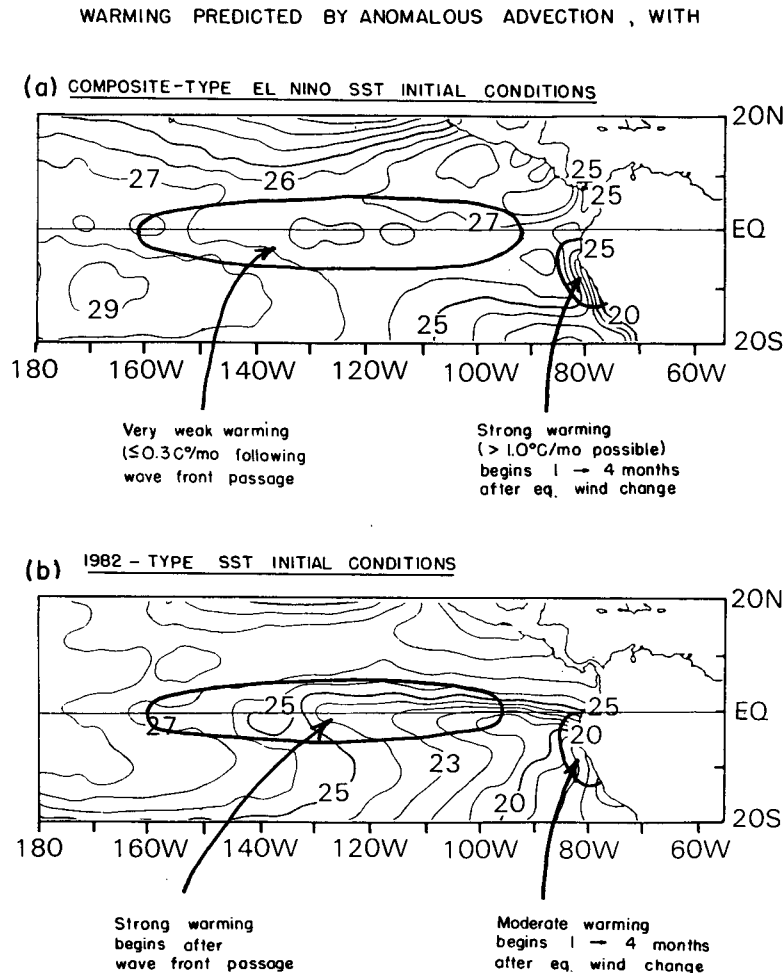 WARMING PREDICTED BY ANOMALOUS ADVECTION , WITH
(a) COMPOSITE-TYPE EL NINO SST INITIAL CONDITIONS
20N
25
27
26
25
27
EQ
25
29
25
20
20S
180 160W 140W 120W 100W 80W 60W
Very weak warming
(≤0.3C°/mo following
wave front passage
Strong warming
(> 1.0°C/mo possible)
begins 1 → 4 months
after eq. wind change
(b) 1982 - TYPE SST INITIAL CONDITIONS
20N
25
25
27
EQ
20
23
25
20
20S
180 160W 140W 120W 100W 80W 60W
Strong warming
begins after
wave front passage
Moderate warming
begins 1 → 4 months
after eq. wind change